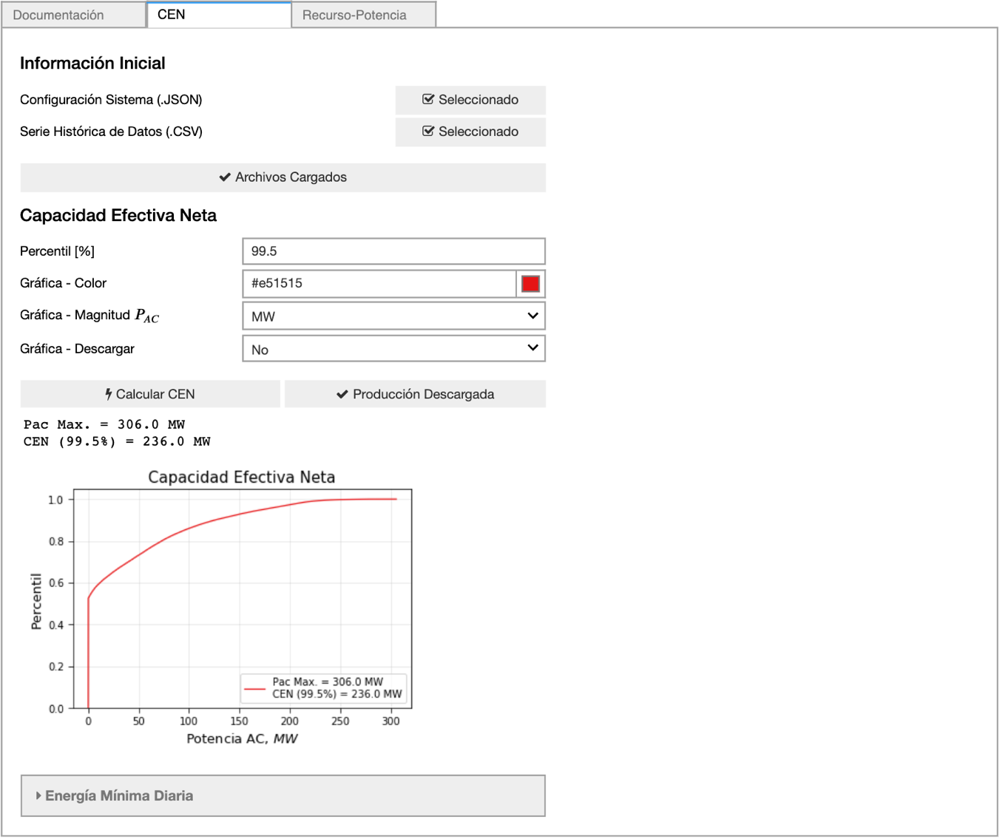 Documentación
CEN
Recurso-Potencia
Información Inicial
Configuración Sistema (.JSON)
Seleccionado
Serie Histórica de Datos (.CSV)
Seleccionado
Archivos Cargados
Capacidad Efectiva Neta
Percentil [%]
99.5
Gráfica - Color
#e51515
Gráfica - Magnitud P_AC
MW
Gráfica - Descargar
No
Calcular CEN
Producción Descargada
Pac Max. = 306.0 MW
CEN (99.5%) = 236.0 MW
Capacidad Efectiva Neta
1.0
0.8
0.6
0.4
0.2
0.0
Percentil
Pac Max. = 306.0 MW
CEN (99.5%) = 236.0 MW
0 50 100 150 200 250 300
Potencia AC, MW
Energía Mínima Diaria